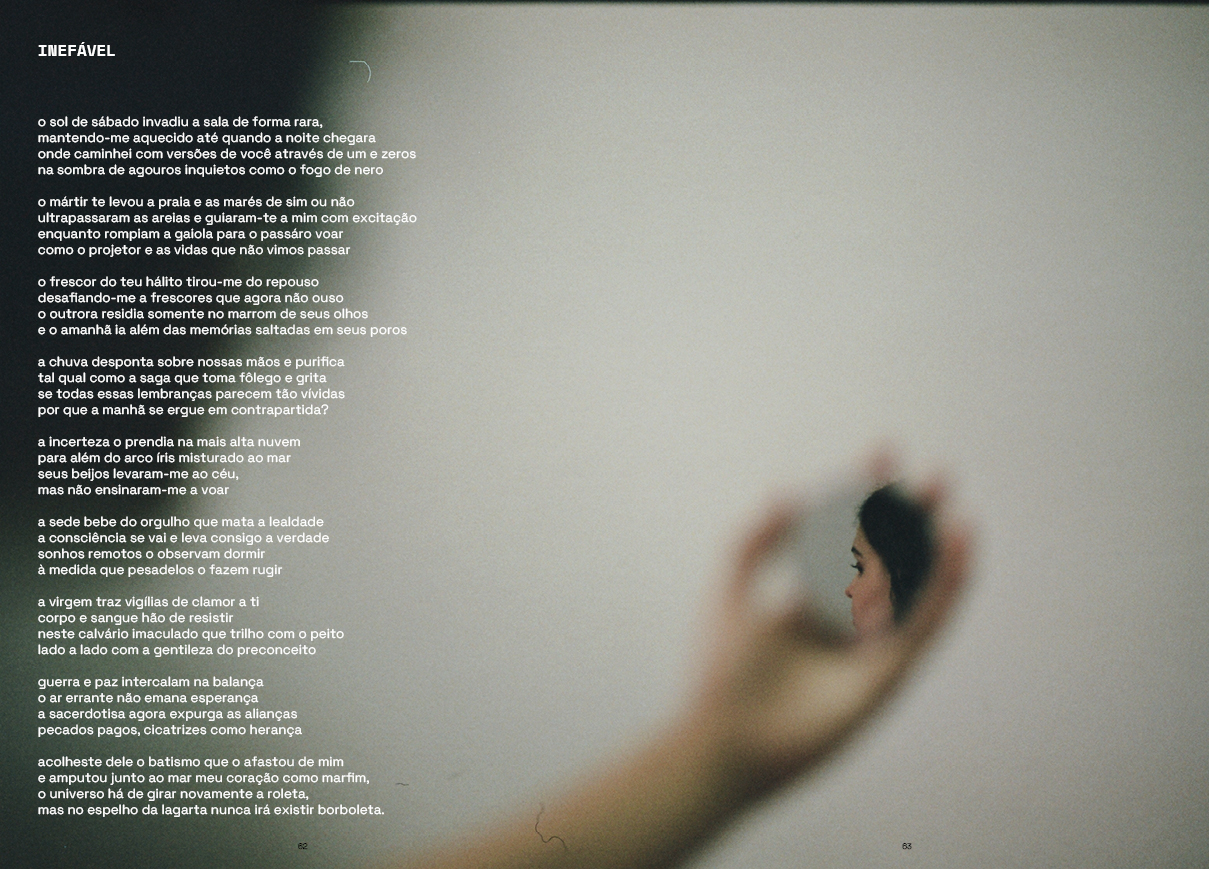 INEFÁVEL
o sol de sábado invadiu a sala de forma rara,
mantendo-me aquecido até quando a noite chegara
onde caminhei com versões de você através de um e zeros
na sombra de agouros inquietos como o fogo de nero
o mártir te levou a praia e as marés de sim ou não
ultrapassaram as areias e guiaram-te a mim com excitação
enquanto rompiam a gaiola para o passáro voar
como o projetor e as vidas que não vimos passar
o frescor do teu hálito tirou-me do repouso
desafiando-me a frescores que agora não ouso
o outrora residia somente no marrom de seus olhos
e o amanhã ia além das memórias saltadas em seus poros
a chuva desponta sobre nossas mãos e purifica
tal qual como a saga que toma fôlego e grita
se todas essas lembranças parecem tão vívidas
por que a manhã se ergue em contrapartida?
a incerteza o prendia na mais alta nuvem
para além do arco íris misturado ao mar
seus beijos levaram-me ao céu,
mas não ensinaram-me a voar
a sede bebe do orgulho que mata a lealdade
a consciência se vai e leva consigo a verdade
sonhos remotos o observam dormir
à medida que pesadelos o fazem rugir
a virgem traz vigílias de clamor a ti
corpo e sangue hão de resistir
neste calvário imaculado que trilho com o peito
lado a lado com a gentileza do preconceito
guerra e paz intercalam na balança
o ar errante não emana esperança
a sacerdotisa agora expurga as alianças
pecados pagos, cicatrizes como herança
acolheste dele o batismo que o afastou de mim
e amputou junto ao mar meu coração como marfim,
o universo há de girar novamente a roleta,
mas no espelho da lagarta nunca irá existir borboleta.
62
63